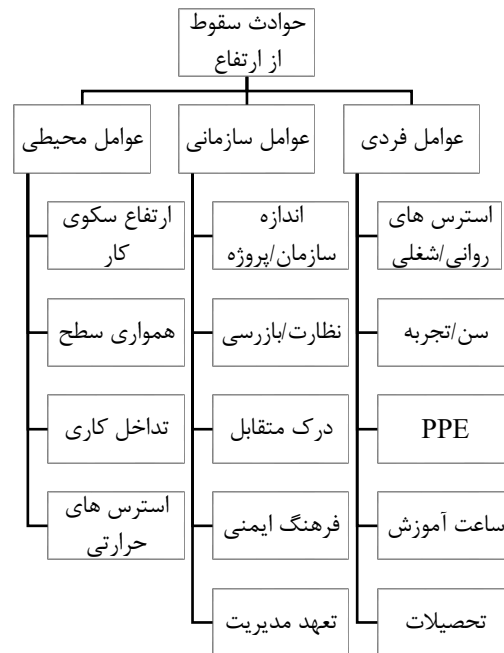 حوادث سقوط
از ارتفاع
عوامل فردی
عوامل سازمانی
عوامل محیطی
استرس های
روانی/شغلی
سن/تجربه
PPE
ساعت آموزش
تحصیلات
اندازه
سازمان/پروژه
نظارت/بازرسی
درک متقابل
فرهنگ ایمنی
تعهد مدیریت
ارتفاع سکوی
کار
همواری سطح
تداخل کاری
استرس های
حرارتی